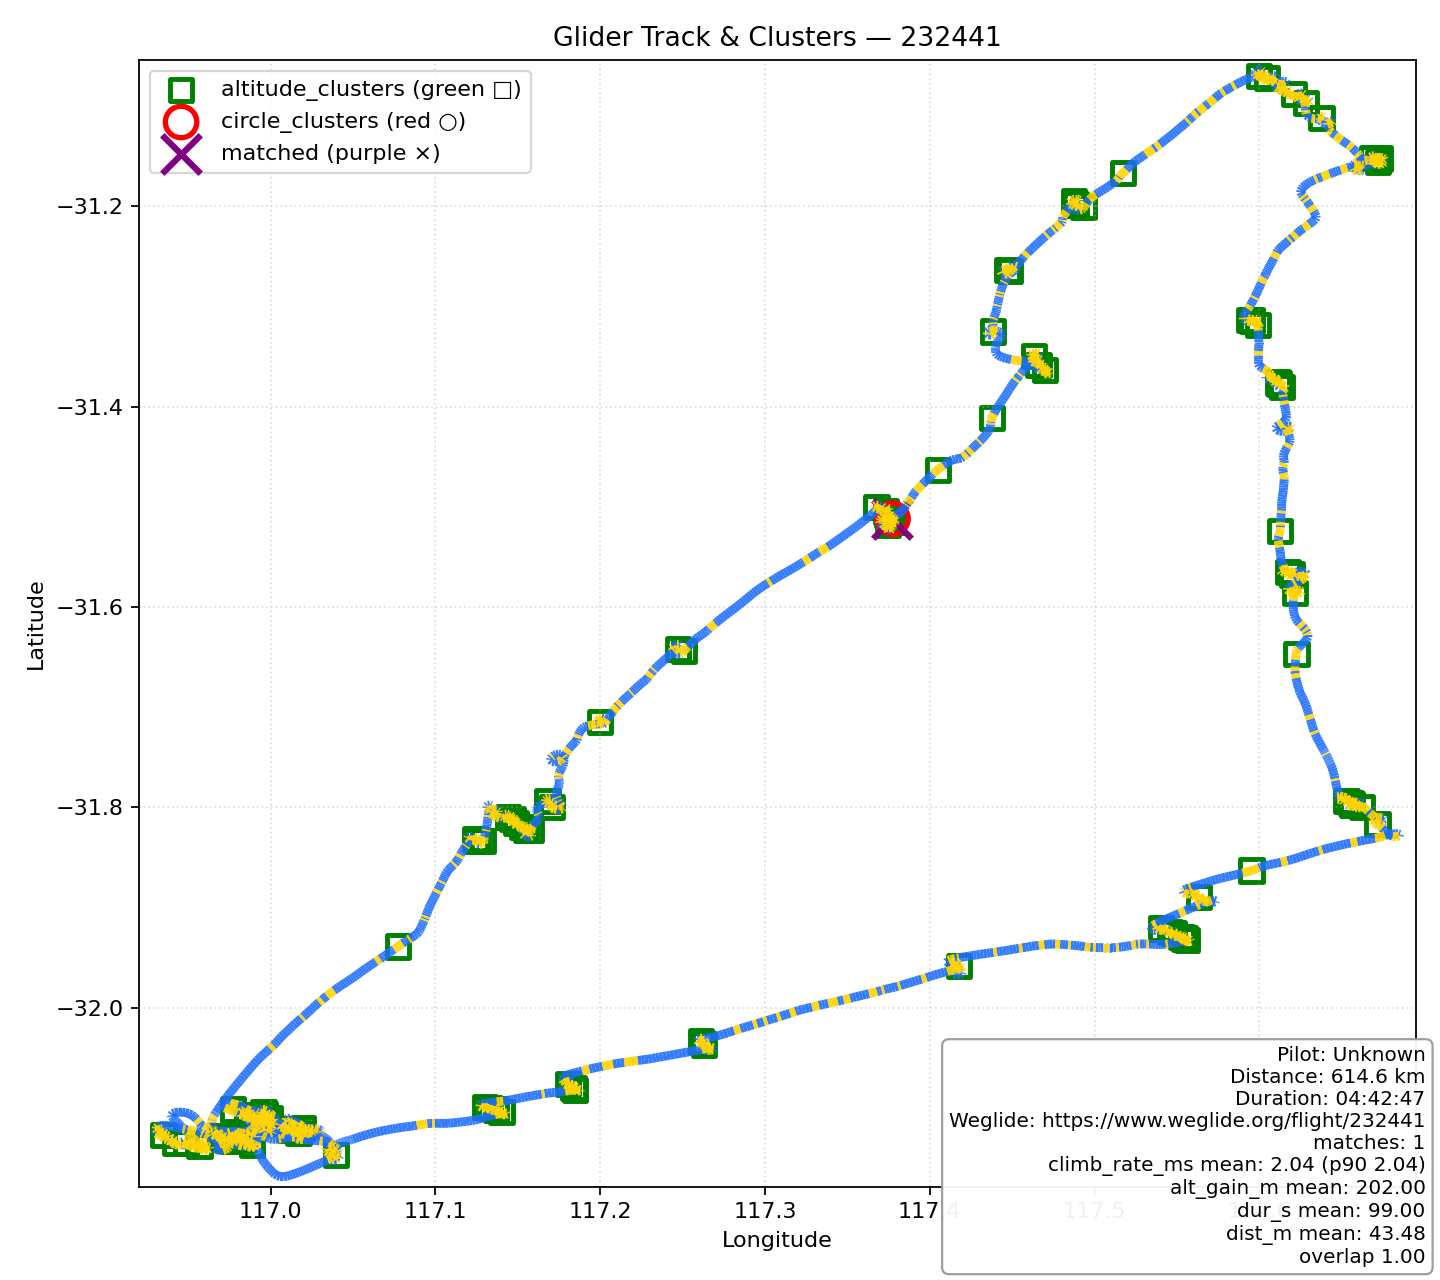 Glider Track & Clusters — 232441
altitude_clusters (green □)
circle_clusters (red ○)
matched (purple ×)
Latitude
−31.2
−31.4
−31.6
−31.8
−32.0
117.0
117.1
117.2
117.3
117.4
117.5
Longitude
Pilot: Unknown
Distance: 614.6 km
Duration: 04:42:47
Weglide: https://www.weglide.org/flight/232441
matches: 1
climb_rate_ms mean: 2.04 (p90 2.04)
alt_gain_m mean: 202.00
dur_s mean: 99.00
dist_m mean: 43.48
overlap 1.00